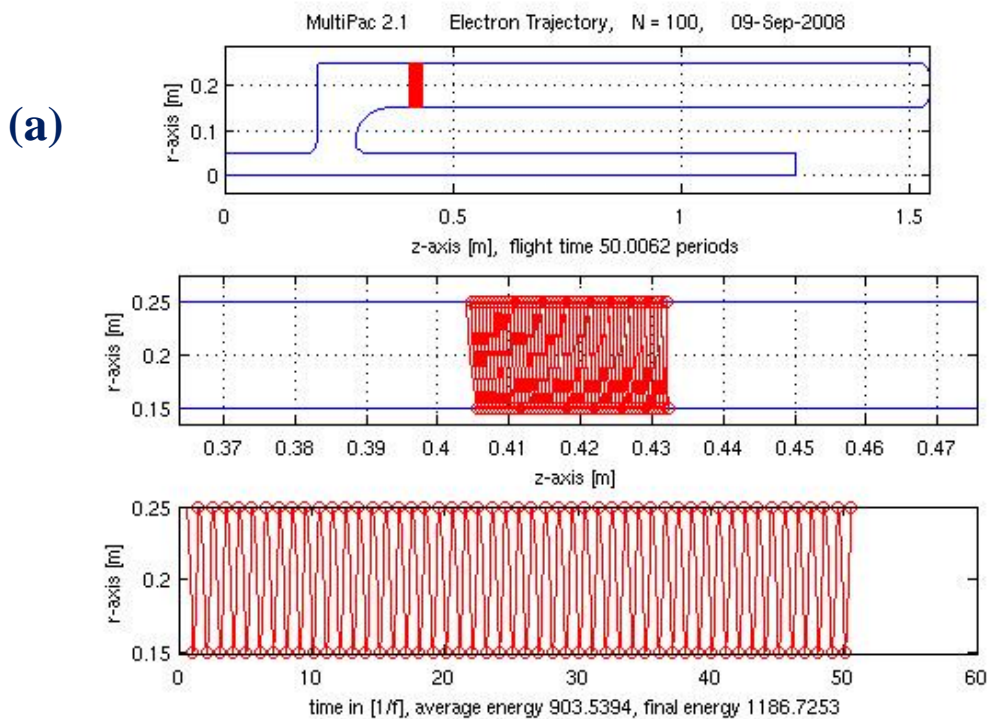 MultiPac 2.1 Electron Trajectory, N = 100, 09-Sep-2008
(a)
r-axis [m]
0.2
0.1
0
0 0.5 1 1.5
z-axis [m], flight time 50.0062 periods
r-axis [m]
0.25
0.2
0.15
0.37 0.38 0.39 0.4 0.41 0.42 0.43 0.44 0.45 0.46 0.47
z-axis [m]
r-axis [m]
0.25
0.2
0.15
0 10 20 30 40 50 60
time in [1/f], average energy 903.5394, final energy 1186.7253